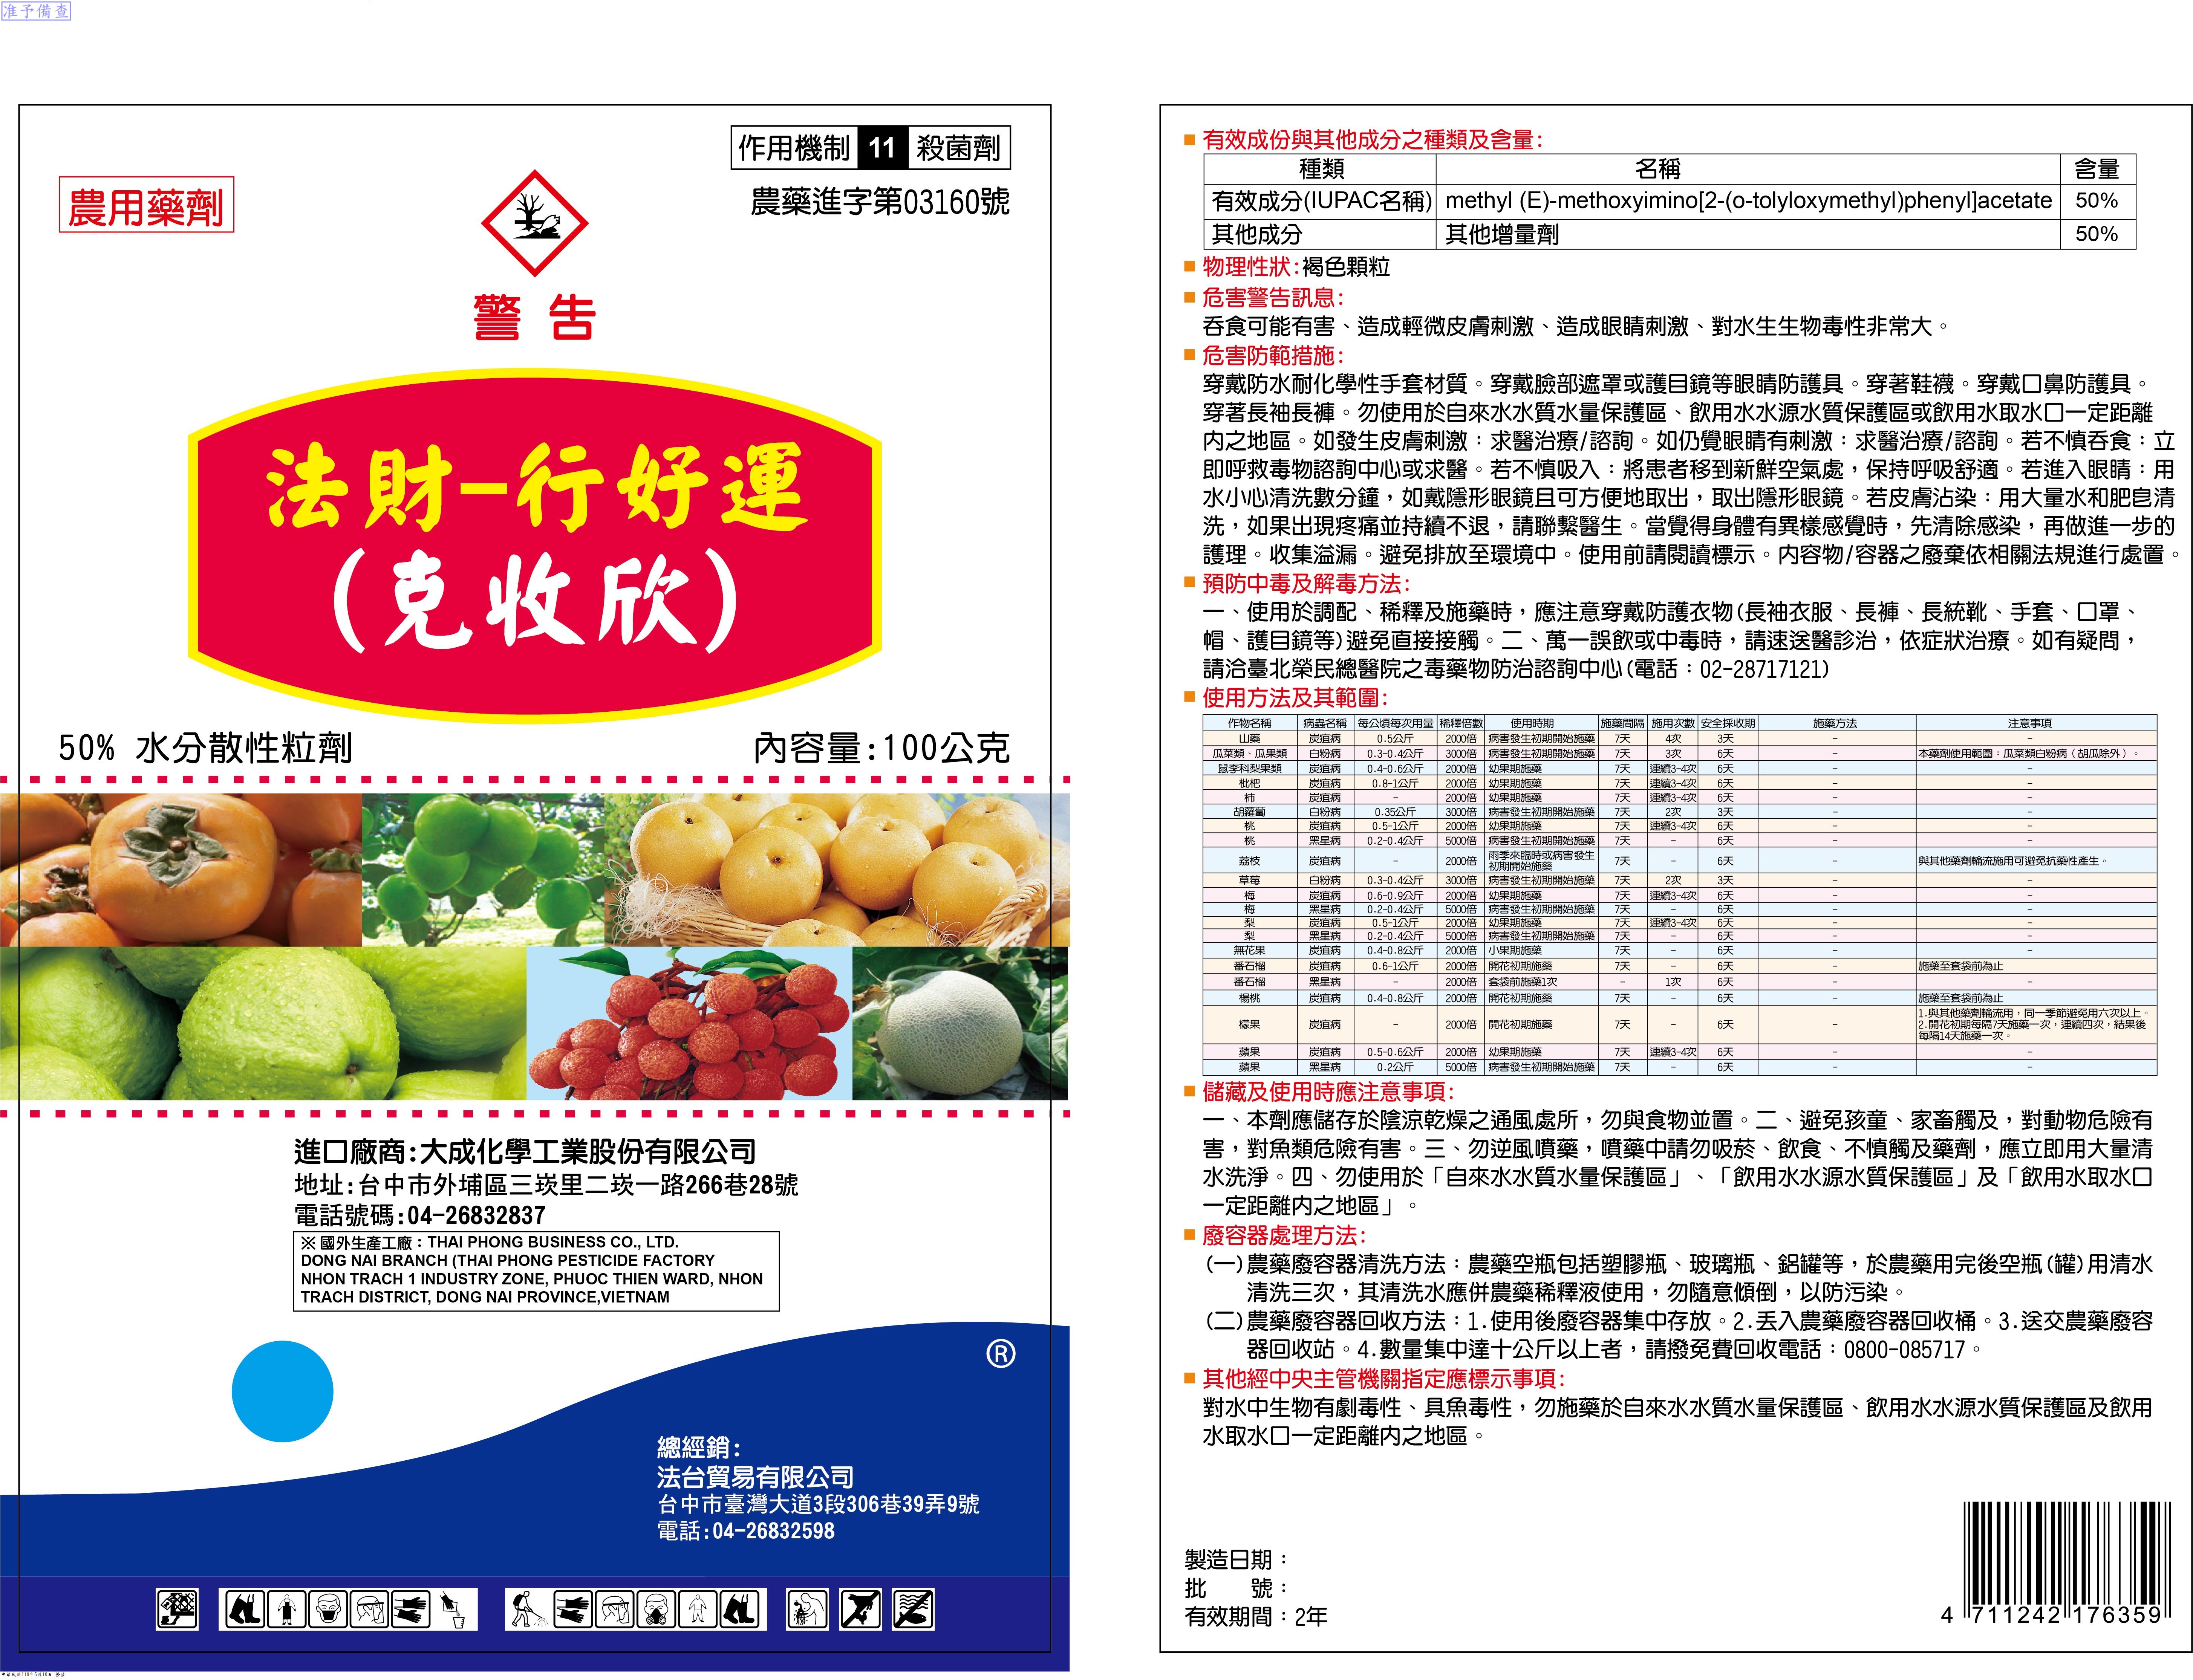 准予備查
農用藥劑
作用機制 11 殺菌劑
農藥進字第03160號
警告
法財-行好運
(克收欣)
50% 水分散性粒劑
內容量:100公克
進口廠商:大成化學工業股份有限公司
地址:台中市外埔區三崁里二崁一路266巷28號
電話號碼:04-26832837
※ 國外生產工廠：THAI PHONG BUSINESS CO., LTD.
DONG NAI BRANCH (THAI PHONG PESTICIDE FACTORY
NHON TRACH 1 INDUSTRY ZONE, PHUOC THIEN WARD, NHON
TRACH DISTRICT, DONG NAI PROVINCE,VIETNAM
®
總經銷:
法台貿易有限公司
台中市臺灣大道3段306巷39弄9號
電話:04-26832598
有效成份與其他成分之種類及含量:
種類 名稱 含量
有效成分(IUPAC名稱) methyl (E)-methoxyimino[2-(o-tolyloxymethyl)phenyl]acetate 50%
其他成分 其他增量劑 50%
物理性狀:褐色顆粒
危害警告訊息:
吞食可能有害、造成輕微皮膚刺激、造成眼睛刺激、對水生生物毒性非常大。
危害防範措施:
穿戴防水耐化學性手套材質。穿戴臉部遮罩或護目鏡等眼睛防護具。穿著鞋襪。穿戴口鼻防護具。
穿著長袖長褲。勿使用於自來水水質水量保護區、飲用水水源水質保護區或飲用水取水口一定距離
內之地區。如發生皮膚刺激：求醫治療/諮詢。如仍覺眼睛有刺激：求醫治療/諮詢。若不慎吞食：立
即呼救毒物諮詢中心或求醫。若不慎吸入：將患者移到新鮮空氣處，保持呼吸舒適。若進入眼睛：用
水小心清洗數分鐘，如戴隱形眼鏡且可方便地取出，取出隱形眼鏡。若皮膚沾染：用大量水和肥皂清
洗，如果出現疼痛並持續不退，請聯繫醫生。當覺得身體有異樣感覺時，先清除感染，再做進一步的
護理。收集溢漏。避免排放至環境中。使用前請閱讀標示。內容物/容器之廢棄依相關法規進行處置。
預防中毒及解毒方法:
一、使用於調配、稀釋及施藥時，應注意穿戴防護衣物(長袖衣服、長褲、長統靴、手套、口罩、
帽、護目鏡等)避免直接接觸。二、萬一誤飲或中毒時，請速送醫診治，依症狀治療。如有疑問，
請洽臺北榮民總醫院之毒藥物防治諮詢中心(電話：02-28717121)
使用方法及其範圍:
作物名稱 病蟲名稱 每公頃每次用量 稀釋倍數 使用時期 施藥間隔 施用次數 安全採收期 施藥方法 注意事項
山藥 炭疽病 0.5公斤 2000倍 病害發生初期開始施藥 7天 4次 3天 - -
瓜菜類、瓜果類 白粉病 0.3-0.4公斤 3000倍 病害發生初期開始施藥 7天 3次 6天 - 本藥劑使用範圍：瓜菜類白粉病（胡瓜除外）。
鼠李科梨果類 炭疽病 0.4-0.6公斤 2000倍 幼果期施藥 7天 連續3-4次 6天 - -
枇杷 炭疽病 0.8-1公斤 2000倍 幼果期施藥 7天 連續3-4次 6天 - -
柿 炭疽病 - 2000倍 幼果期施藥 7天 連續3-4次 6天 - -
胡蘿蔔 白粉病 0.35公斤 3000倍 病害發生初期開始施藥 7天 2次 3天 - -
桃 炭疽病 0.5-1公斤 2000倍 幼果期施藥 7天 連續3-4次 6天 - -
桃 黑星病 0.2-0.4公斤 5000倍 病害發生初期開始施藥 7天 - 6天 - -
荔枝 炭疽病 - 2000倍 雨季來臨時或病害發生 7天 - 6天 - 與其他藥劑輪流施用可避免抗藥性產生。
初期開始施藥
草莓 白粉病 0.3-0.4公斤 3000倍 病害發生初期開始施藥 7天 2次 3天 - -
梅 炭疽病 0.6-0.9公斤 2000倍 幼果期施藥 7天 連續3-4次 6天 - -
梅 黑星病 0.2-0.4公斤 5000倍 病害發生初期開始施藥 7天 - 6天 - -
梨 炭疽病 0.5-1公斤 2000倍 幼果期施藥 7天 連續3-4次 6天 - -
梨 黑星病 0.2-0.4公斤 5000倍 病害發生初期開始施藥 7天 - 6天 - -
無花果 炭疽病 0.4-0.8公斤 2000倍 小果期施藥 7天 - 6天 - -
番石榴 炭疽病 0.6-1公斤 2000倍 開花初期施藥 7天 - 6天 - 施藥至套袋前為止
番石榴 黑星病 - 2000倍 套袋前施藥1次 - 1次 6天 - -
楊桃 炭疽病 0.4-0.8公斤 2000倍 開花初期施藥 7天 - 6天 - 施藥至套袋前為止
檬果 炭疽病 - 2000倍 開花初期施藥 7天 - 6天 - 1.與其他藥劑輪流用，同一季節避免用六次以上。
2.開花初期每隔7天施藥一次，連續四次，結果後
每隔14天施藥一次。
蘋果 炭疽病 0.5-0.6公斤 2000倍 幼果期施藥 7天 連續3-4次 6天 - -
蘋果 黑星病 0.2公斤 5000倍 病害發生初期開始施藥 7天 - 6天 - -
儲藏及使用時應注意事項:
一、本劑應儲存於陰涼乾燥之通風處所，勿與食物並置。二、避免孩童、家畜觸及，對動物危險有
害，對魚類危險有害。三、勿逆風噴藥，噴藥中請勿吸菸、飲食、不慎觸及藥劑，應立即用大量清
水洗淨。四、勿使用於「自來水水質水量保護區」、「飲用水水源水質保護區」及「飲用水取水口
一定距離內之地區」。
廢容器處理方法:
(一)農藥廢容器清洗方法：農藥空瓶包括塑膠瓶、玻璃瓶、鋁罐等，於農藥用完後空瓶(罐)用清水
清洗三次，其清洗水應併農藥稀釋液使用，勿隨意傾倒，以防污染。
(二)農藥廢容器回收方法：1.使用後廢容器集中存放。2.丟入農藥廢容器回收桶。3.送交農藥廢容
器回收站。4.數量集中達十公斤以上者，請撥免費回收電話：0800-085717。
其他經中央主管機關指定應標示事項:
對水中生物有劇毒性、具魚毒性，勿施藥於自來水水質水量保護區、飲用水水源水質保護區及飲用
水取水口一定距離內之地區。
製造日期：
批　號：
有效期間：2年
4 711242 176359